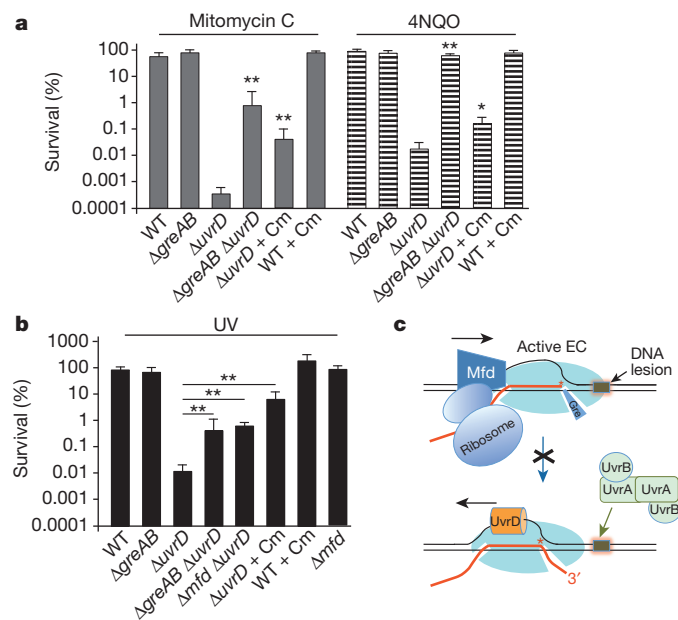 a
Mitomycin C
4NQO
Survival (%)
100
10
1
0.1
0.01
0.001
0.0001
**
**
**
*
WT
ΔgreAB
ΔuvrD
ΔgreAB ΔuvrD
ΔuvrD + Cm
WT + Cm
WT
ΔgreAB
ΔuvrD
ΔgreAB ΔuvrD
ΔuvrD + Cm
WT + Cm
b
UV
Survival (%)
1000
100
10
1
0.1
0.01
0.001
0.0001
**
**
**
WT
ΔgreAB
ΔuvrD
ΔgreAB ΔuvrD
Δmfd ΔuvrD
ΔuvrD + Cm
WT + Cm
Δmfd
c
Active EC
DNA
lesion
Mfd
*
Gre
Ribosome
UvrB
UvrA
UvrA
UvrB
UvrD
*
3′